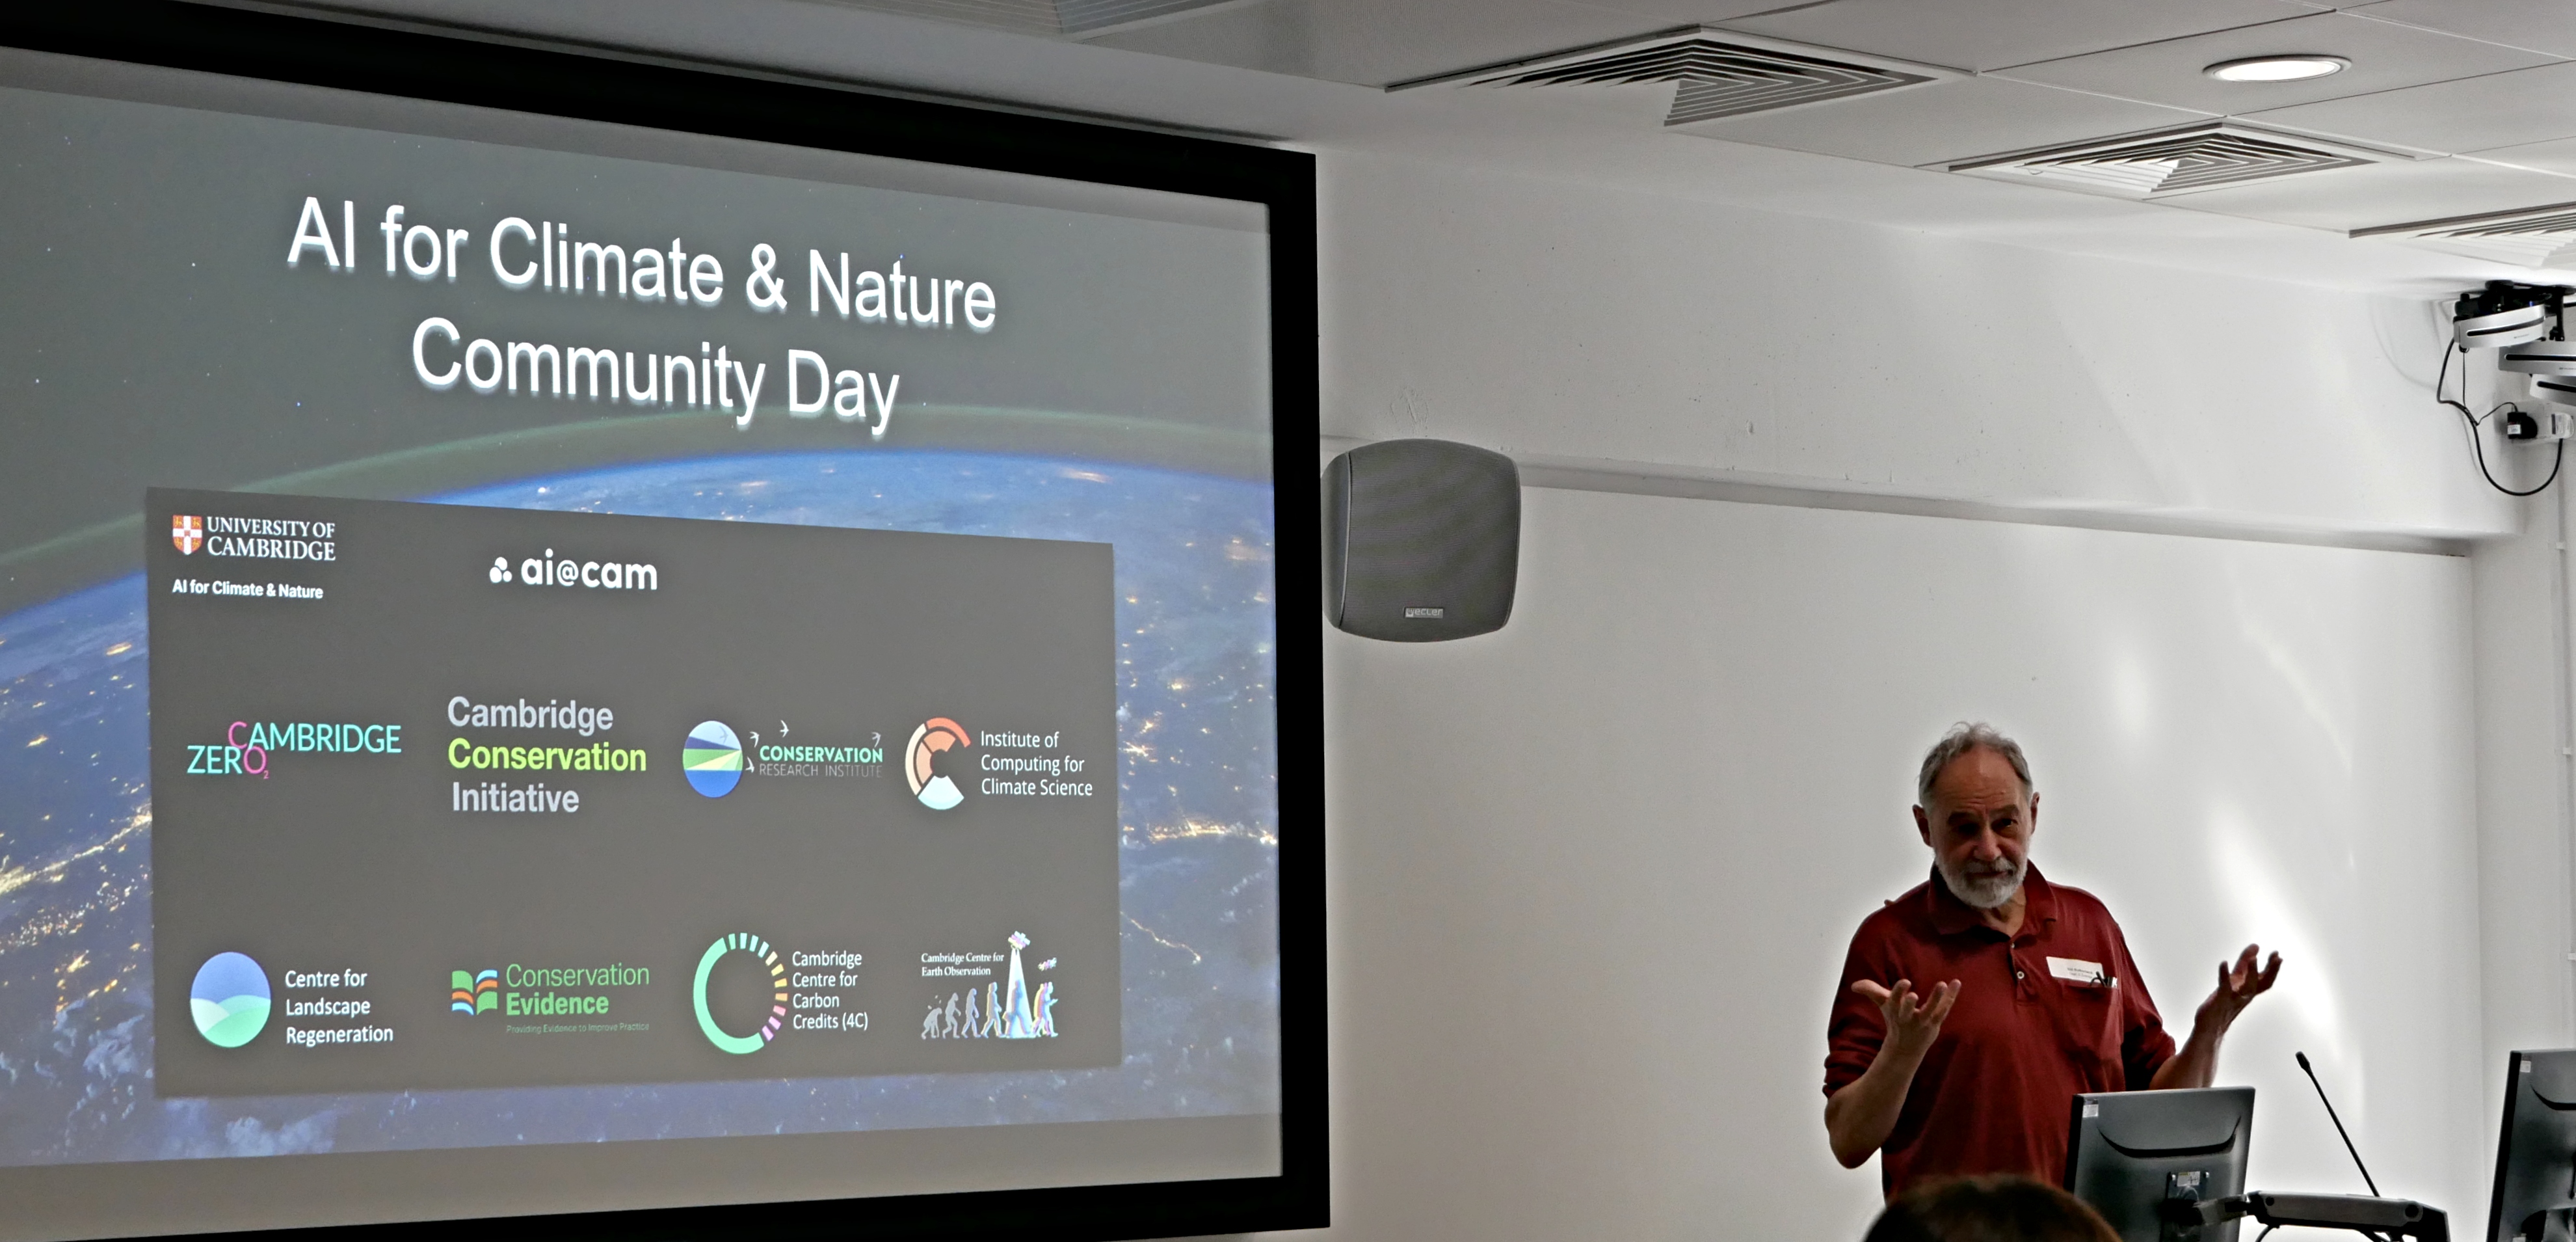 AI for Climate & Nature
Community Day
UNIVERSITY OF
CAMBRIDGE
AI for Climate & Nature
ai@cam
CAMBRIDGE
ZERO2
Cambridge
Conservation
Initiative
CONSERVATION
RESEARCH INSTITUTE
Institute of
Computing for
Climate Science
Centre for
Landscape
Regeneration
Conservation
Evidence
Providing Evidence to Improve Practice
Cambridge
Centre for
Carbon
Credits (4C)
Cambridge Centre for
Earth Observation
ecler